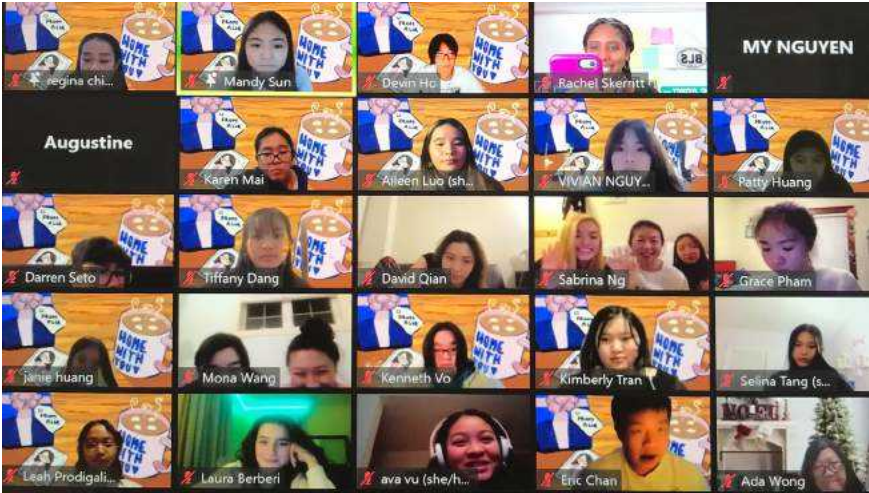 regina chi...
Mandy Sun
Devin Ho
Rachel Skerritt
MY NGUYEN
Augustine
Karen Mai
Aileen Luo (sh...
VIVIAN NGUY...
Patty Huang
Darren Seto
Tiffany Dang
David Qian
Sabrina Ng
Grace Pham
janie huang
Mona Wang
Kenneth Vo
Kimberly Tran
Selina Tang (s...
Leah Prodigali...
Laura Berberi
ava vu (she/h...
Eric Chan
Ada Wong
HOME
WITH
YOU
BLS